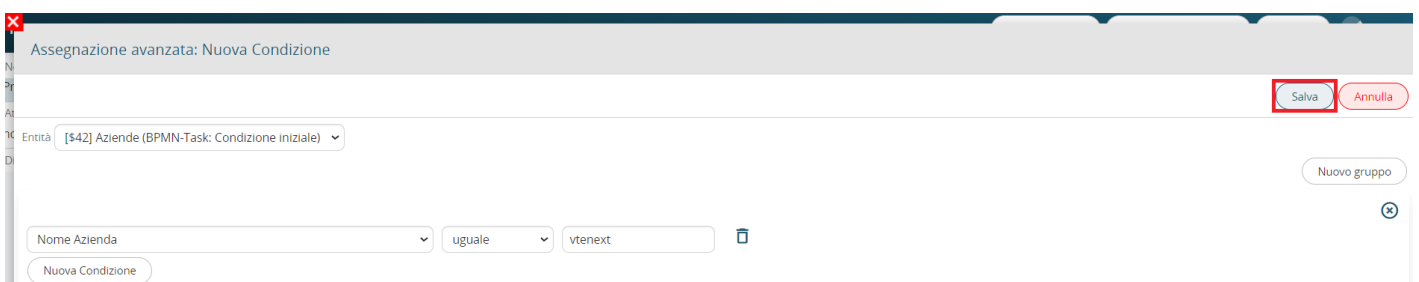 Assegnazione avanzata: Nuova Condizione
Salva Annulla
Entità [$42] Aziende (BPMN-Task: Condizione iniziale)
Nuovo gruppo
Nome Azienda uguale vtenext
Nuova Condizione